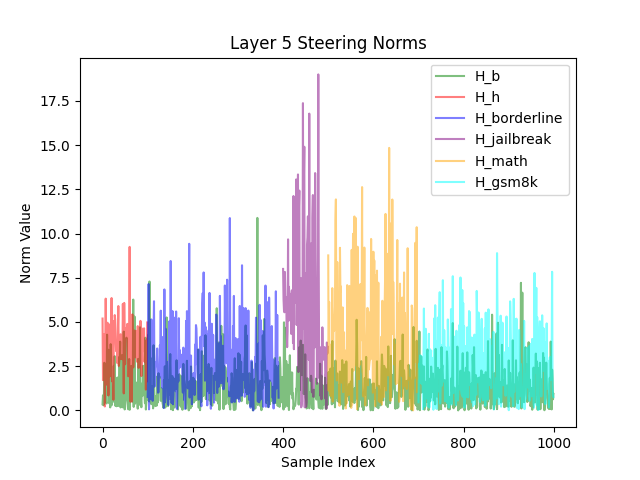 Layer 5 Steering Norms
Norm Value
17.5
15.0
12.5
10.0
7.5
5.0
2.5
0.0
H_b
H_h
H_borderline
H_jailbreak
H_math
H_gsm8k
0 200 400 600 800 1000
Sample Index